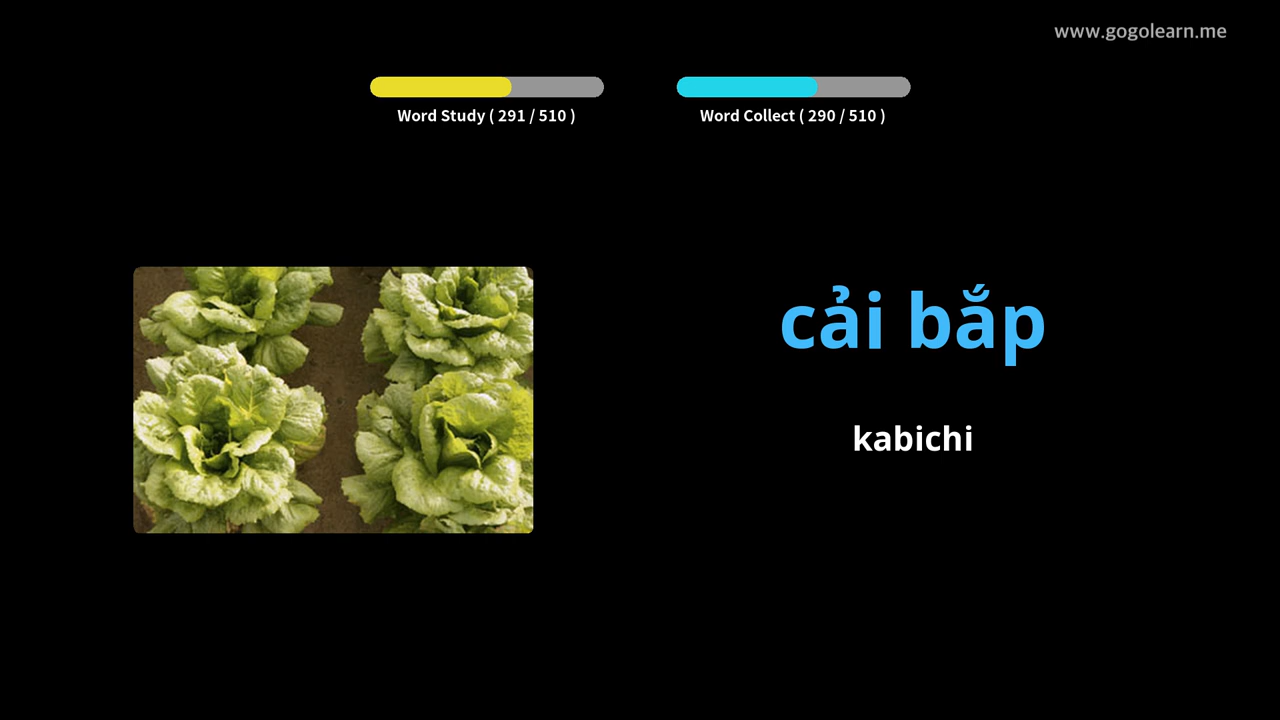 www.gogolearn.me
Word Study ( 291 / 510 )
Word Collect ( 290 / 510 )
cải bắp
kabichi